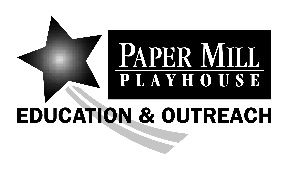 PAPER MILL
PLAYHOUSE
EDUCATION & OUTREACH